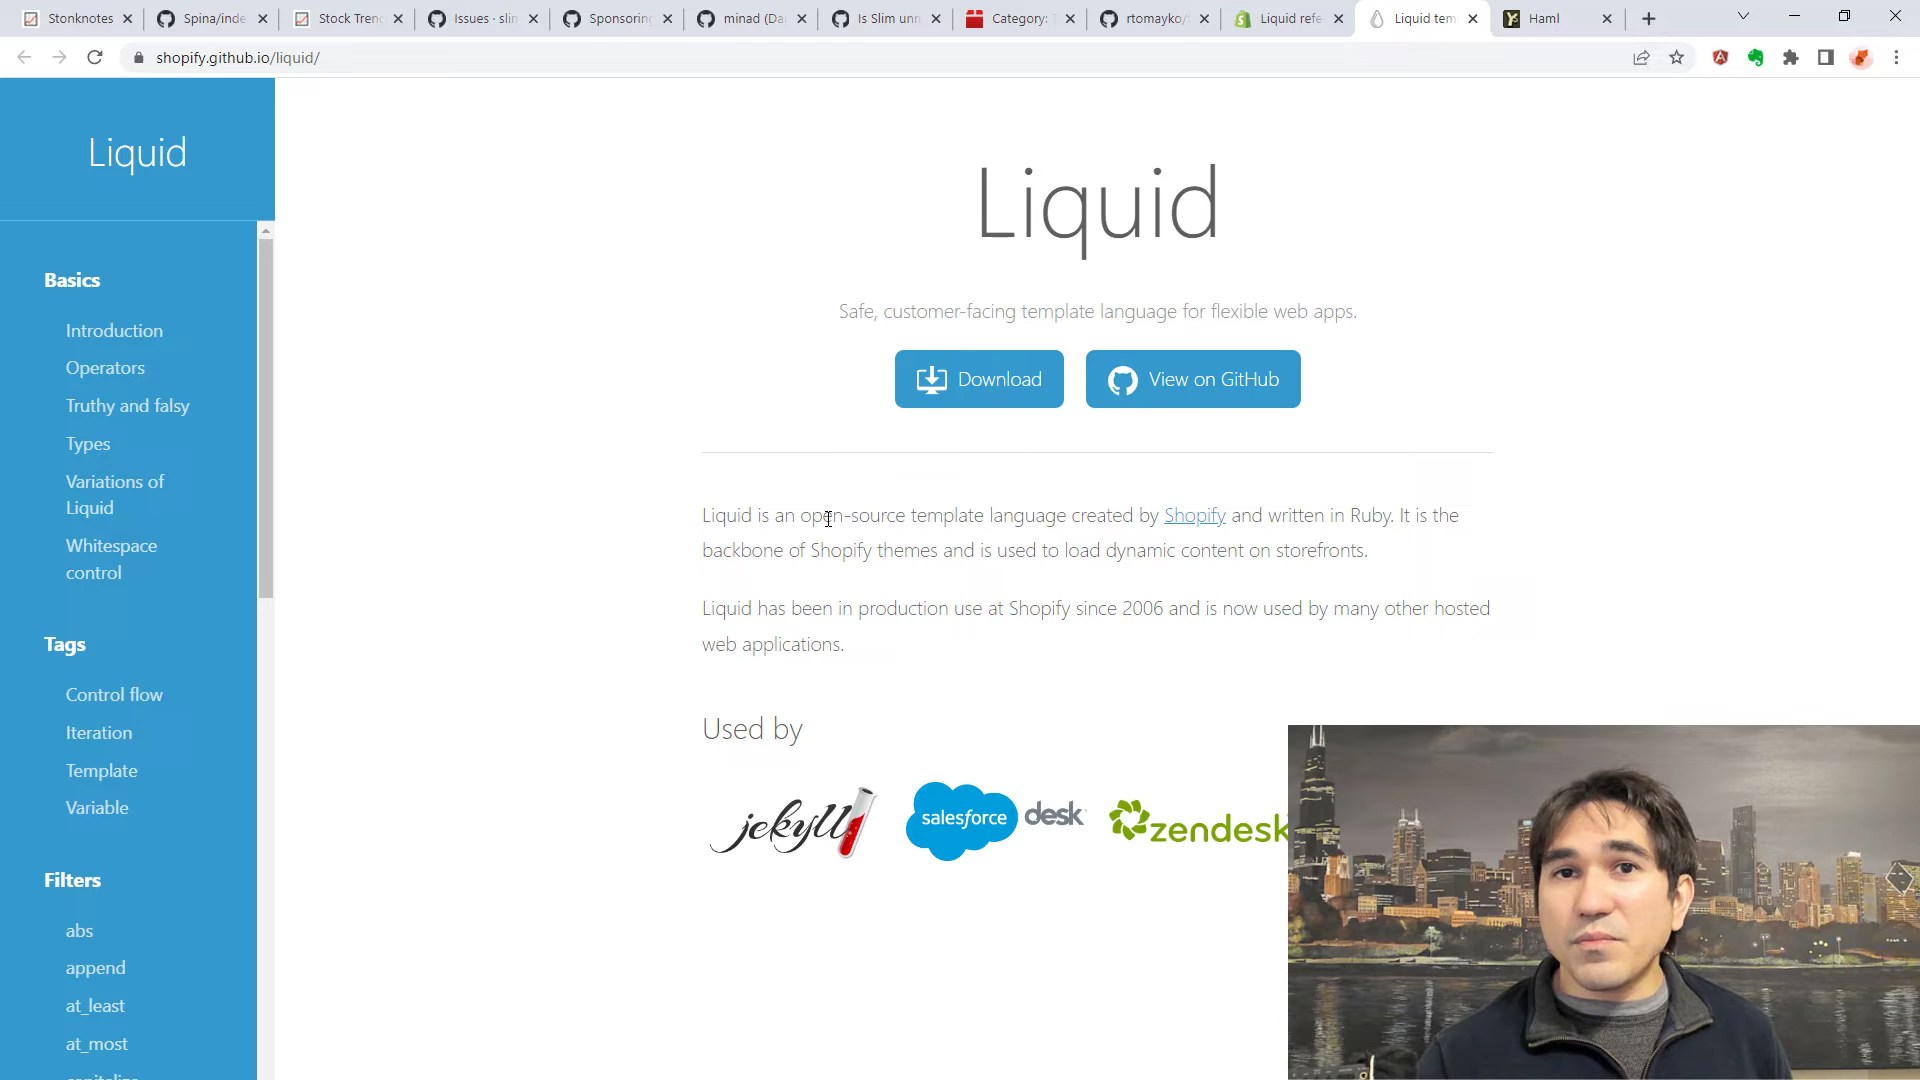 Stonknotes
Spina/inde
Stock Tren
Issues · slin
Sponsoring
minad (Da
Is Slim unn
Category: T
rtomayko/
Liquid refe
Liquid tem
Haml
shopify.github.io/liquid/
Liquid
Basics
Introduction
Operators
Truthy and falsy
Types
Variations of
Liquid
Whitespace
control
Tags
Control flow
Iteration
Template
Variable
Filters
abs
append
at_least
at_most
capitalize
Liquid
Safe, customer-facing template language for flexible web apps.
Download
View on GitHub
Liquid is an open-source template language created by Shopify and written in Ruby. It is the
backbone of Shopify themes and is used to load dynamic content on storefronts.
Liquid has been in production use at Shopify since 2006 and is now used by many other hosted
web applications.
Used by
jekyll
salesforce desk
zendesk